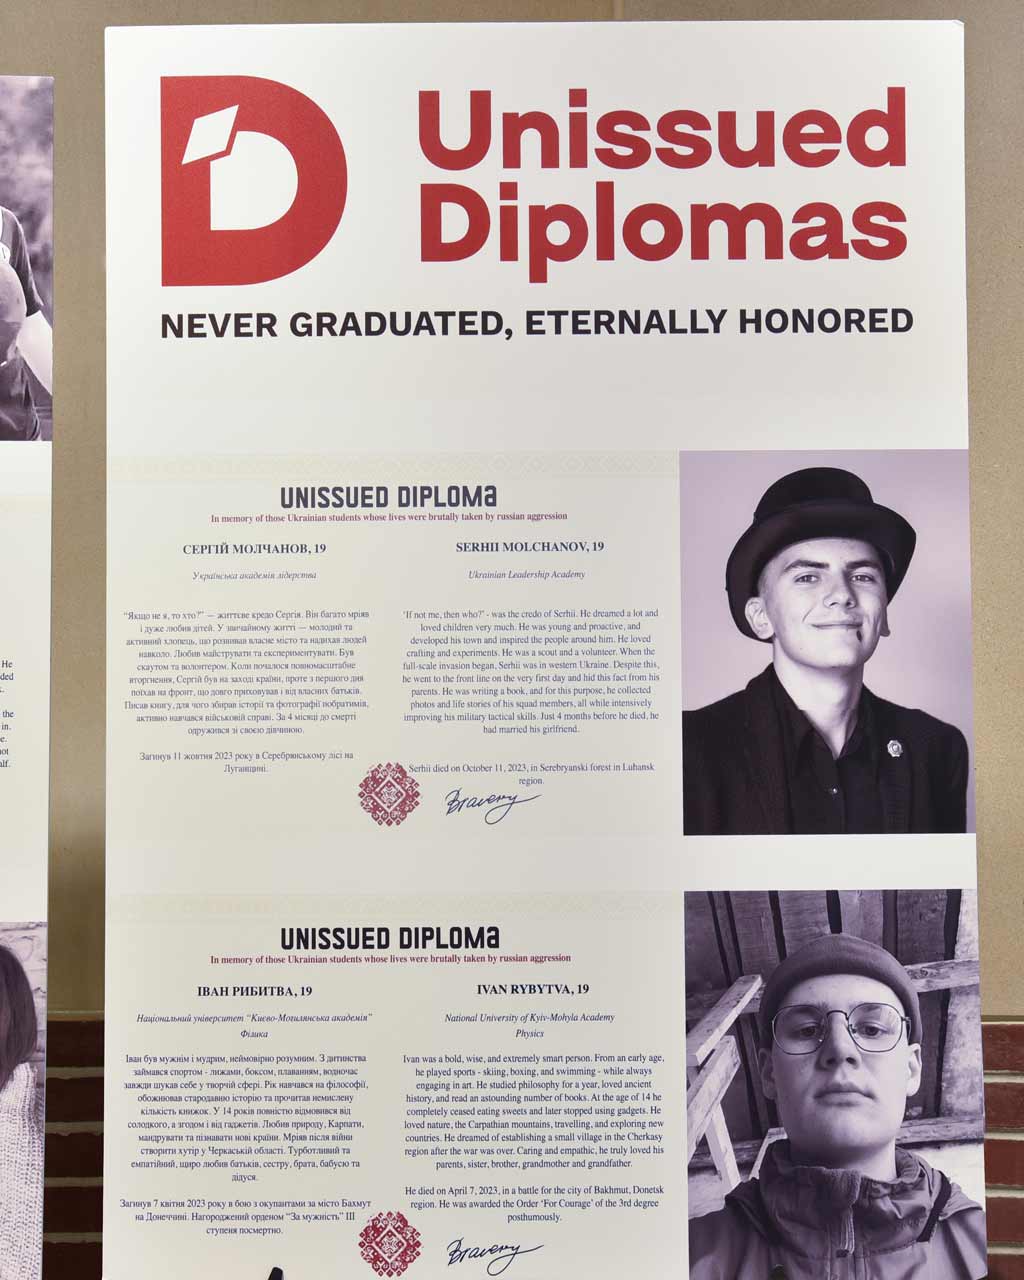 Unissued
Diplomas
NEVER GRADUATED, ETERNALLY HONORED
UNISSUED DIPLOMA
In memory of those Ukrainian students whose lives were brutally taken by russian aggression
СЕРГІЙ МОЛЧАНОВ, 19
Українська академія лідерства
“Якщо не я, то хто?” — життєве кредо Сергія. Він багато мріяв
і дуже любив дітей. У звичайному житті — молодий та
активний хлопець, що розвивав власне місто та надихав людей
навколо. Любив майструвати та експериментувати. Був
скаутом та волонтером. Коли почалося повномасштабне
вторгнення, Сергій був на заході країни, проте з першого дня
поїхав на фронт, що довго приховував і від власних батьків.
Писав книгу, для чого збирав історії та фотографії побратимів,
активно навчався військовій справі. За 4 місяці до смерті
одружився зі своєю дівчиною.
Загинув 11 жовтня 2023 року в Серебрянському лісі на
Луганщині.
SERHII MOLCHANOV, 19
Ukrainian Leadership Academy
'If not me, then who?' - was the credo of Serhii. He dreamed a lot and
loved children very much. He was young and proactive, and
developed his town and inspired the people around him. He loved
crafting and experiments. He was a scout and a volunteer. When the
full-scale invasion began, Serhii was in western Ukraine. Despite this,
he went to the front line on the very first day and hid this fact from his
parents. He was writing a book, and for this purpose, he collected
photos and life stories of his squad members, all while intensively
improving his military tactical skills. Just 4 months before he died, he
had married his girlfriend.
Serhii died on October 11, 2023, in Serebryanski forest in Luhansk
region.
Bravery
UNISSUED DIPLOMA
In memory of those Ukrainian students whose lives were brutally taken by russian aggression
ІВАН РИБИТВА, 19
Національний університет “Києво-Могилянська академія”
Фізика
Іван був мужнім і мудрим, неймовірно розумним. З дитинства
займався спортом - лижами, боксом, плаванням, водночас
завжди шукав себе у творчій сфері. Рік навчався на філософії,
обожнював стародавню історію та прочитав немислену
кількість книжок. У 14 років повністю відмовився від
солодкого, а згодом і від гаджетів. Любив природу, Карпати,
мандрувати та пізнавати нові країни. Мріяв після війни
створити хутір у Черкаській області. Турботливий та
емпатійний, щиро любив батьків, сестру, брата, бабусю та
дідуся.
Загинув 7 квітня 2023 року в бою з окупантами за місто Бахмут
на Донеччині. Нагороджений орденом “За мужність” III
ступеня посмертно.
IVAN RYBYTVA, 19
National University of Kyiv-Mohyla Academy
Physics
Ivan was a bold, wise, and extremely smart person. From an early age,
he played sports - skiing, boxing, and swimming - while always
engaging in art. He studied philosophy for a year, loved ancient
history, and read an astounding number of books. At the age of 14 he
completely ceased eating sweets and later stopped using gadgets. He
loved nature, the Carpathian mountains, travelling, and exploring new
countries. He dreamed of establishing a small village in the Cherkasy
region after the war was over. Caring and empathic, he truly loved his
parents, sister, brother, grandmother and grandfather.
He died on April 7, 2023, in a battle for the city of Bakhmut, Donetsk
region. He was awarded the Order 'For Courage' of the 3rd degree
posthumously.
Bravery